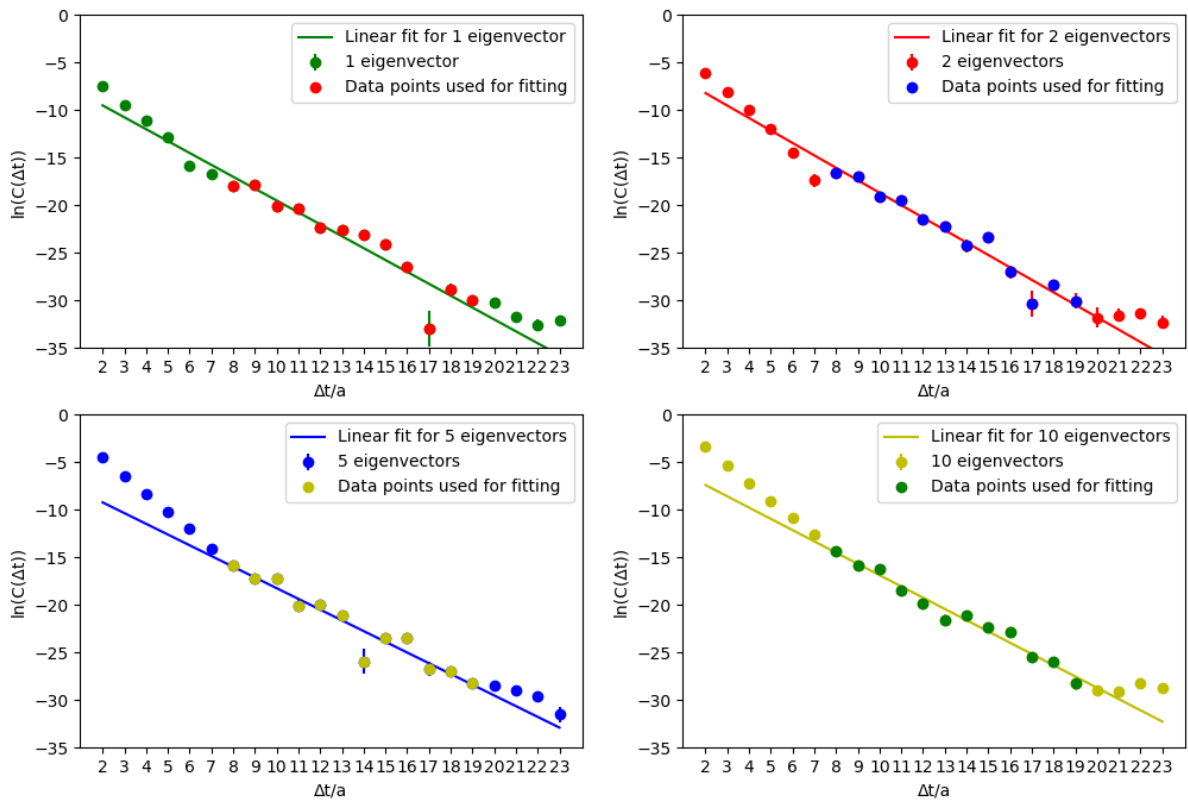 Linear fit for 1 eigenvector
1 eigenvector
Data points used for fitting
0
−5
−10
−15
−20
−25
−30
−35
ln(C(Δt))
2 3 4 5 6 7 8 9 10 11 12 13 14 15 16 17 18 19 20 21 22 23
Δt/a
Linear fit for 2 eigenvectors
2 eigenvectors
Data points used for fitting
0
−5
−10
−15
−20
−25
−30
−35
ln(C(Δt))
2 3 4 5 6 7 8 9 10 11 12 13 14 15 16 17 18 19 20 21 22 23
Δt/a
Linear fit for 5 eigenvectors
5 eigenvectors
Data points used for fitting
0
−5
−10
−15
−20
−25
−30
−35
ln(C(Δt))
2 3 4 5 6 7 8 9 10 11 12 13 14 15 16 17 18 19 20 21 22 23
Δt/a
Linear fit for 10 eigenvectors
10 eigenvectors
Data points used for fitting
0
−5
−10
−15
−20
−25
−30
−35
ln(C(Δt))
2 3 4 5 6 7 8 9 10 11 12 13 14 15 16 17 18 19 20 21 22 23
Δt/a